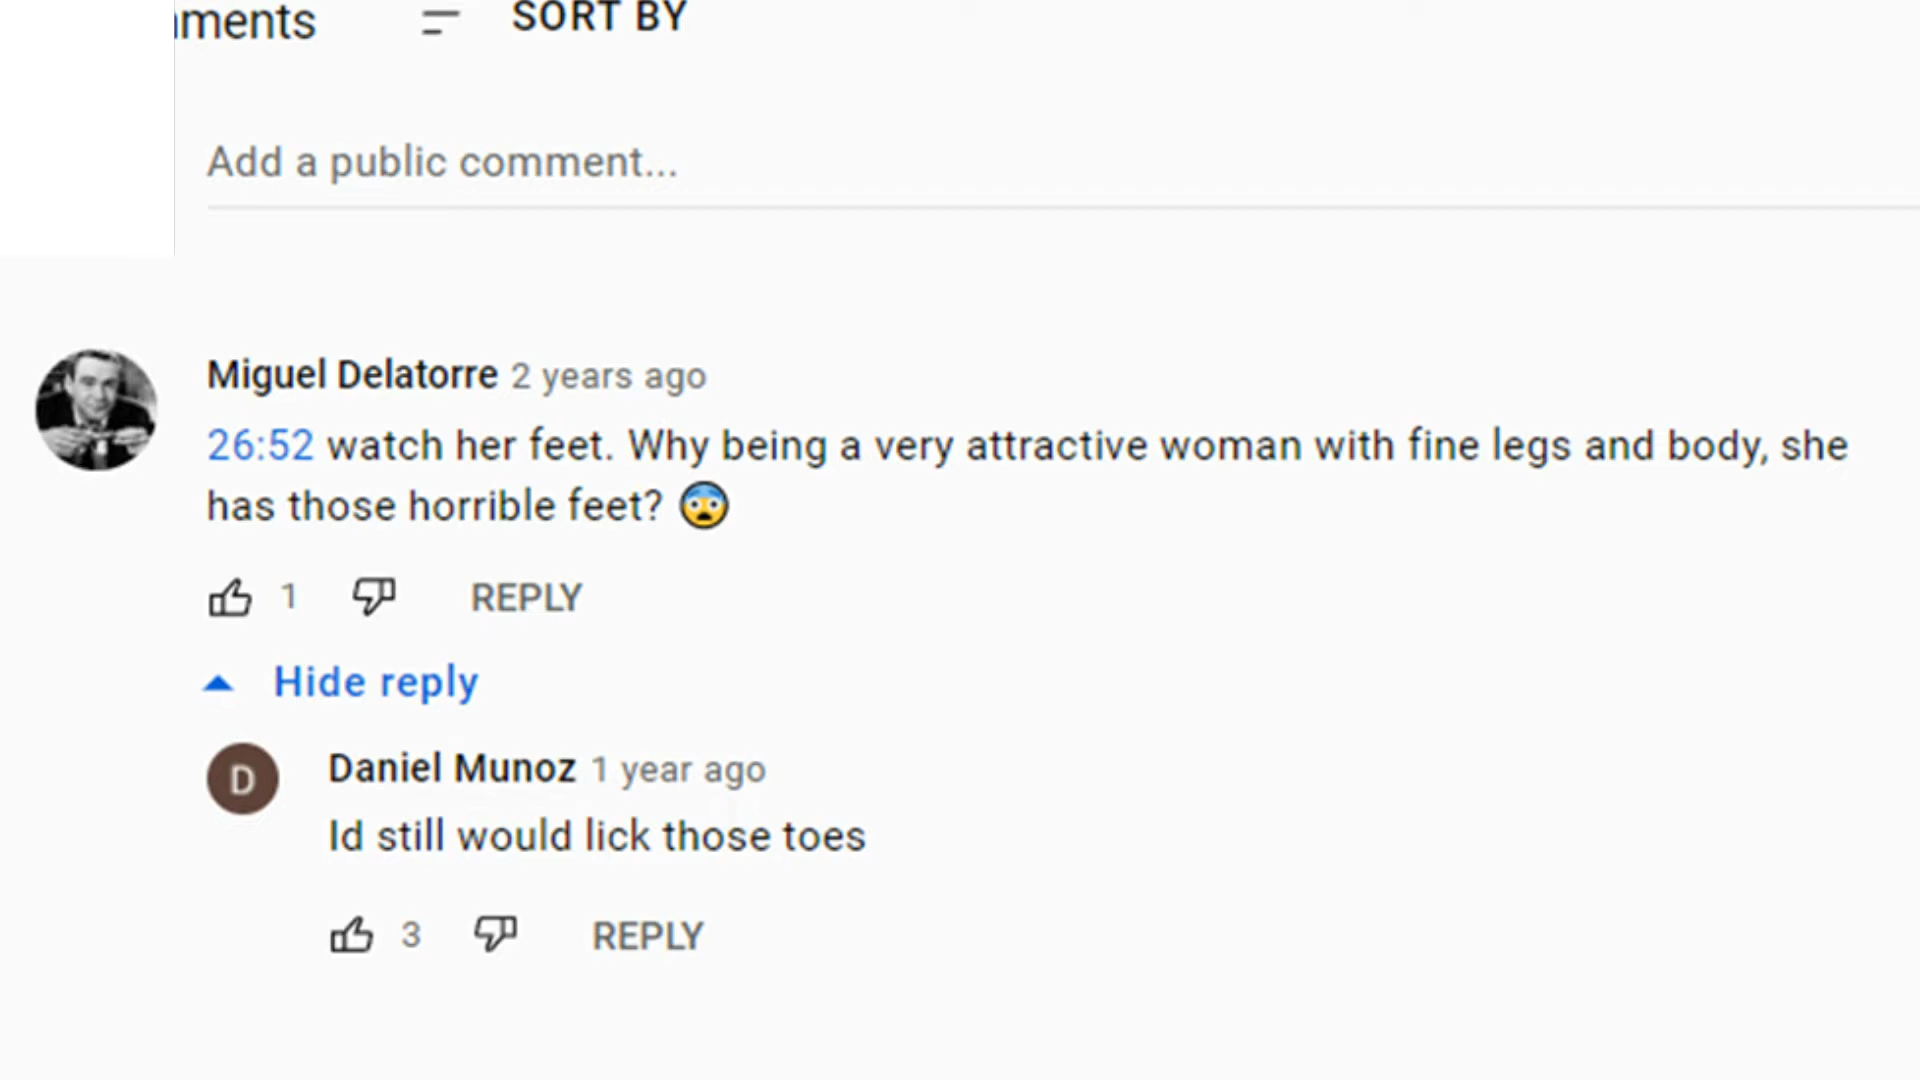 mments SORT BY
Add a public comment...
Miguel Delatorre 2 years ago
26:52 watch her feet. Why being a very attractive woman with fine legs and body, she
has those horrible feet? 😨
1 REPLY
Hide reply
D Daniel Munoz 1 year ago
Id still would lick those toes
3 REPLY